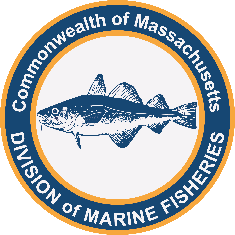 Commonwealth of Massachusetts
DIVISION of MARINE FISHERIES